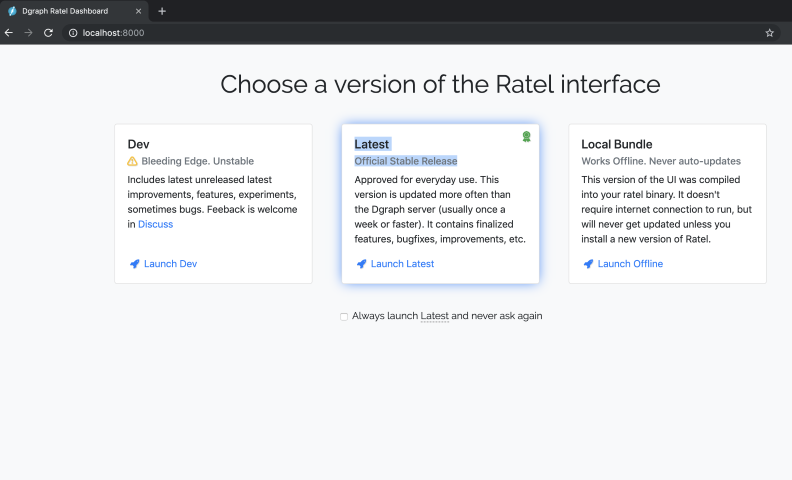 Dgraph Ratel Dashboard
localhost:8000
Choose a version of the Ratel interface
Dev
Bleeding Edge. Unstable
Includes latest unreleased latest
improvements, features, experiments,
sometimes bugs. Feeback is welcome
in Discuss
Launch Dev
Latest
Official Stable Release
Approved for everyday use. This
version is updated more often than
the Dgraph server (usually once a
week or faster). It contains finalized
features, bugfixes, improvements, etc.
Launch Latest
Local Bundle
Works Offline. Never auto-updates
This version of the UI was compiled
into your ratel binary. It doesn't
require internet connection to run, but
will never get updated unless you
install a new version of Ratel.
Launch Offline
Always launch Latest and never ask again